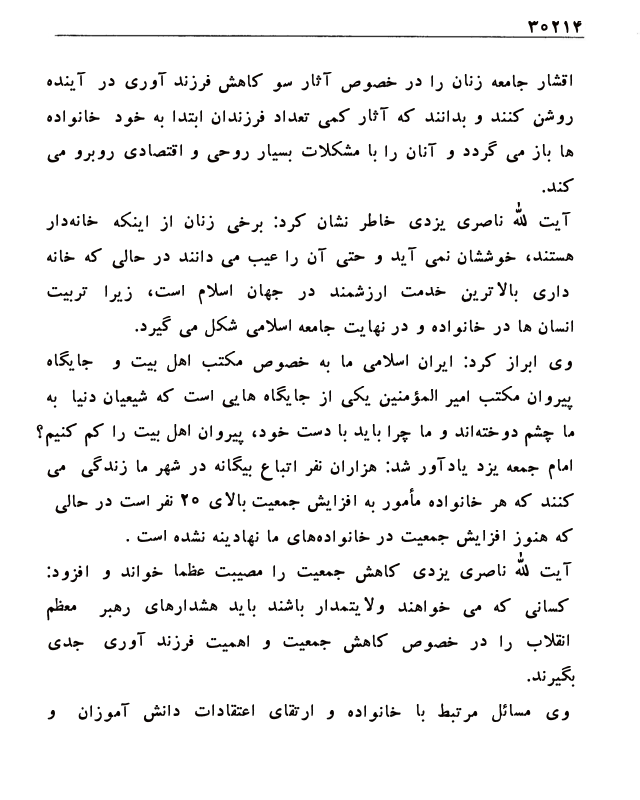 ۳۰۲۱۴
اقشار جامعه زنان را در خصوص آثار سو کاهش فرزند آوری در آینده
روشن کنند و بدانند که آثار کمی تعداد فرزندان ابتدا به خود خانواده
ها باز می گردد و آنان را با مشکلات بسیار روحی و اقتصادی روبرو می
کند.
آیت لله ناصری یزدی خاطر نشان کرد: برخی زنان از اینکه خانه‌دار
هستند، خوششان نمی آید و حتی آن را عیب می دانند در حالی که خانه
داری بالاترین خدمت ارزشمند در جهان اسلام است، زیرا تربیت
انسان ها در خانواده و در نهایت جامعه اسلامی شکل می گیرد.
وی ابراز کرد: ایران اسلامی ما به خصوص مکتب اهل بیت و جایگاه
پیروان مکتب امیر المؤمنین یکی از جایگاه هایی است که شیعیان دنیا به
ما چشم دوخته‌اند و ما چرا باید با دست خود، پیروان اهل بیت را کم کنیم؟
امام جمعه یزد یادآور شد: هزاران نفر اتباع بیگانه در شهر ما زندگی می
کنند که هر خانواده مأمور به افزایش جمعیت بالای ۲۵ نفر است در حالی
که هنوز افزایش جمعیت در خانواده‌های ما نهادینه نشده است .
آیت لله ناصری یزدی کاهش جمعیت را مصیبت عظما خواند و افزود:
کسانی که می خواهند ولایتمدار باشند باید هشدارهای رهبر معظم
انقلاب را در خصوص کاهش جمعیت و اهمیت فرزند آوری جدی
بگیرند.
وی مسائل مرتبط با خانواده و ارتقای اعتقادات دانش آموزان و